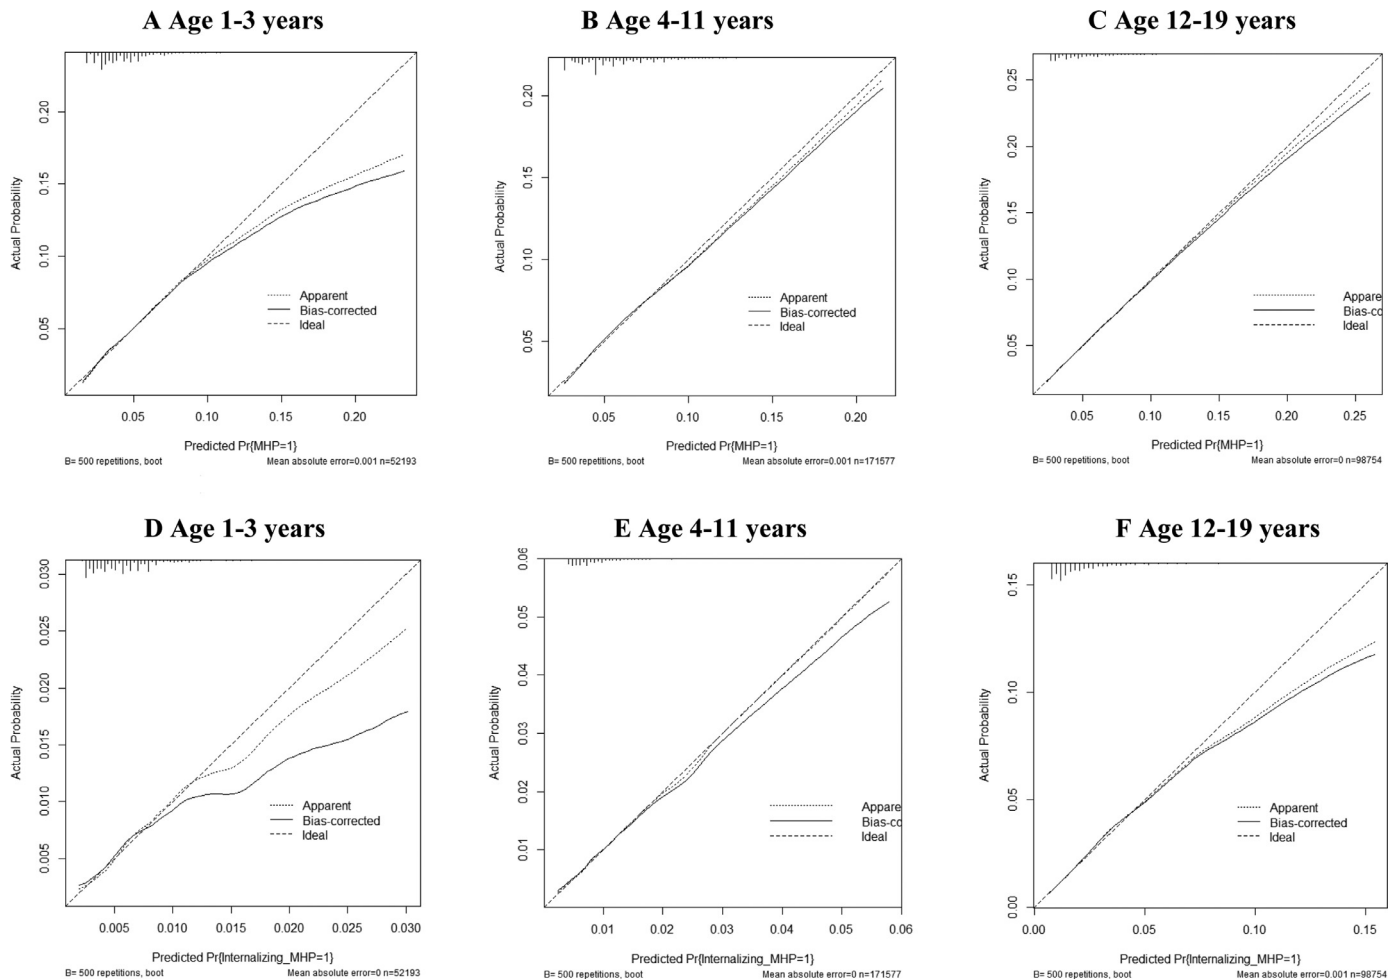 A Age 1-3 years
B Age 4-11 years
C Age 12-19 years
Actual Probability
0.05
0.10
0.15
0.20
Apparent
Bias-corrected
Ideal
0.05
0.10
0.15
0.20
Predicted Pr{MHP=1}
B= 500 repetitions, boot
Mean absolute error=0.001 n=52193
Actual Probability
0.05
0.10
0.15
0.20
Apparent
Bias-corrected
Ideal
0.05
0.10
0.15
0.20
Predicted Pr{MHP=1}
B= 500 repetitions, boot
Mean absolute error=0.001 n=171577
Actual Probability
0.05
0.10
0.15
0.20
0.25
Appare
Bias-co
Ideal
0.05
0.10
0.15
0.20
0.25
Predicted Pr{MHP=1}
B= 500 repetitions, boot
Mean absolute error=0 n=98754
D Age 1-3 years
E Age 4-11 years
F Age 12-19 years
Actual Probability
0.005
0.010
0.015
0.020
0.025
0.030
Apparent
Bias-corrected
Ideal
0.005
0.010
0.015
0.020
0.025
0.030
Predicted Pr{Internalizing_MHP=1}
B= 500 repetitions, boot
Mean absolute error=0 n=52193
Actual Probability
0.01
0.02
0.03
0.04
0.05
0.06
Appare
Bias-co
Ideal
0.01
0.02
0.03
0.04
0.05
0.06
Predicted Pr{Internalizing_MHP=1}
B= 500 repetitions, boot
Mean absolute error=0 n=171577
Actual Probability
0.00
0.05
0.10
0.15
Apparent
Bias-corrected
Ideal
0.00
0.05
0.10
0.15
Predicted Pr{Internalizing_MHP=1}
B= 500 repetitions, boot
Mean absolute error=0.001 n=98754